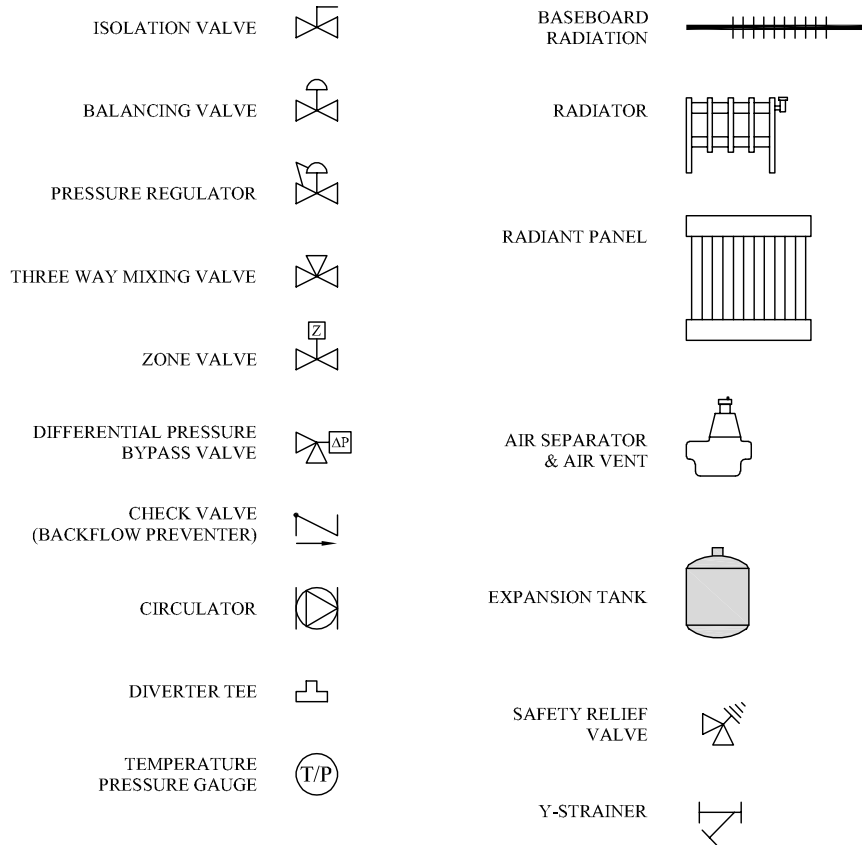 ISOLATION VALVE
BALANCING VALVE
PRESSURE REGULATOR
THREE WAY MIXING VALVE
Z
ZONE VALVE
DIFFERENTIAL PRESSURE
BYPASS VALVE
ΔP
CHECK VALVE
(BACKFLOW PREVENTER)
CIRCULATOR
DIVERTER TEE
TEMPERATURE
PRESSURE GAUGE
T/P
BASEBOARD
RADIATION
RADIATOR
RADIANT PANEL
AIR SEPARATOR
& AIR VENT
EXPANSION TANK
SAFETY RELIEF
VALVE
Y-STRAINER